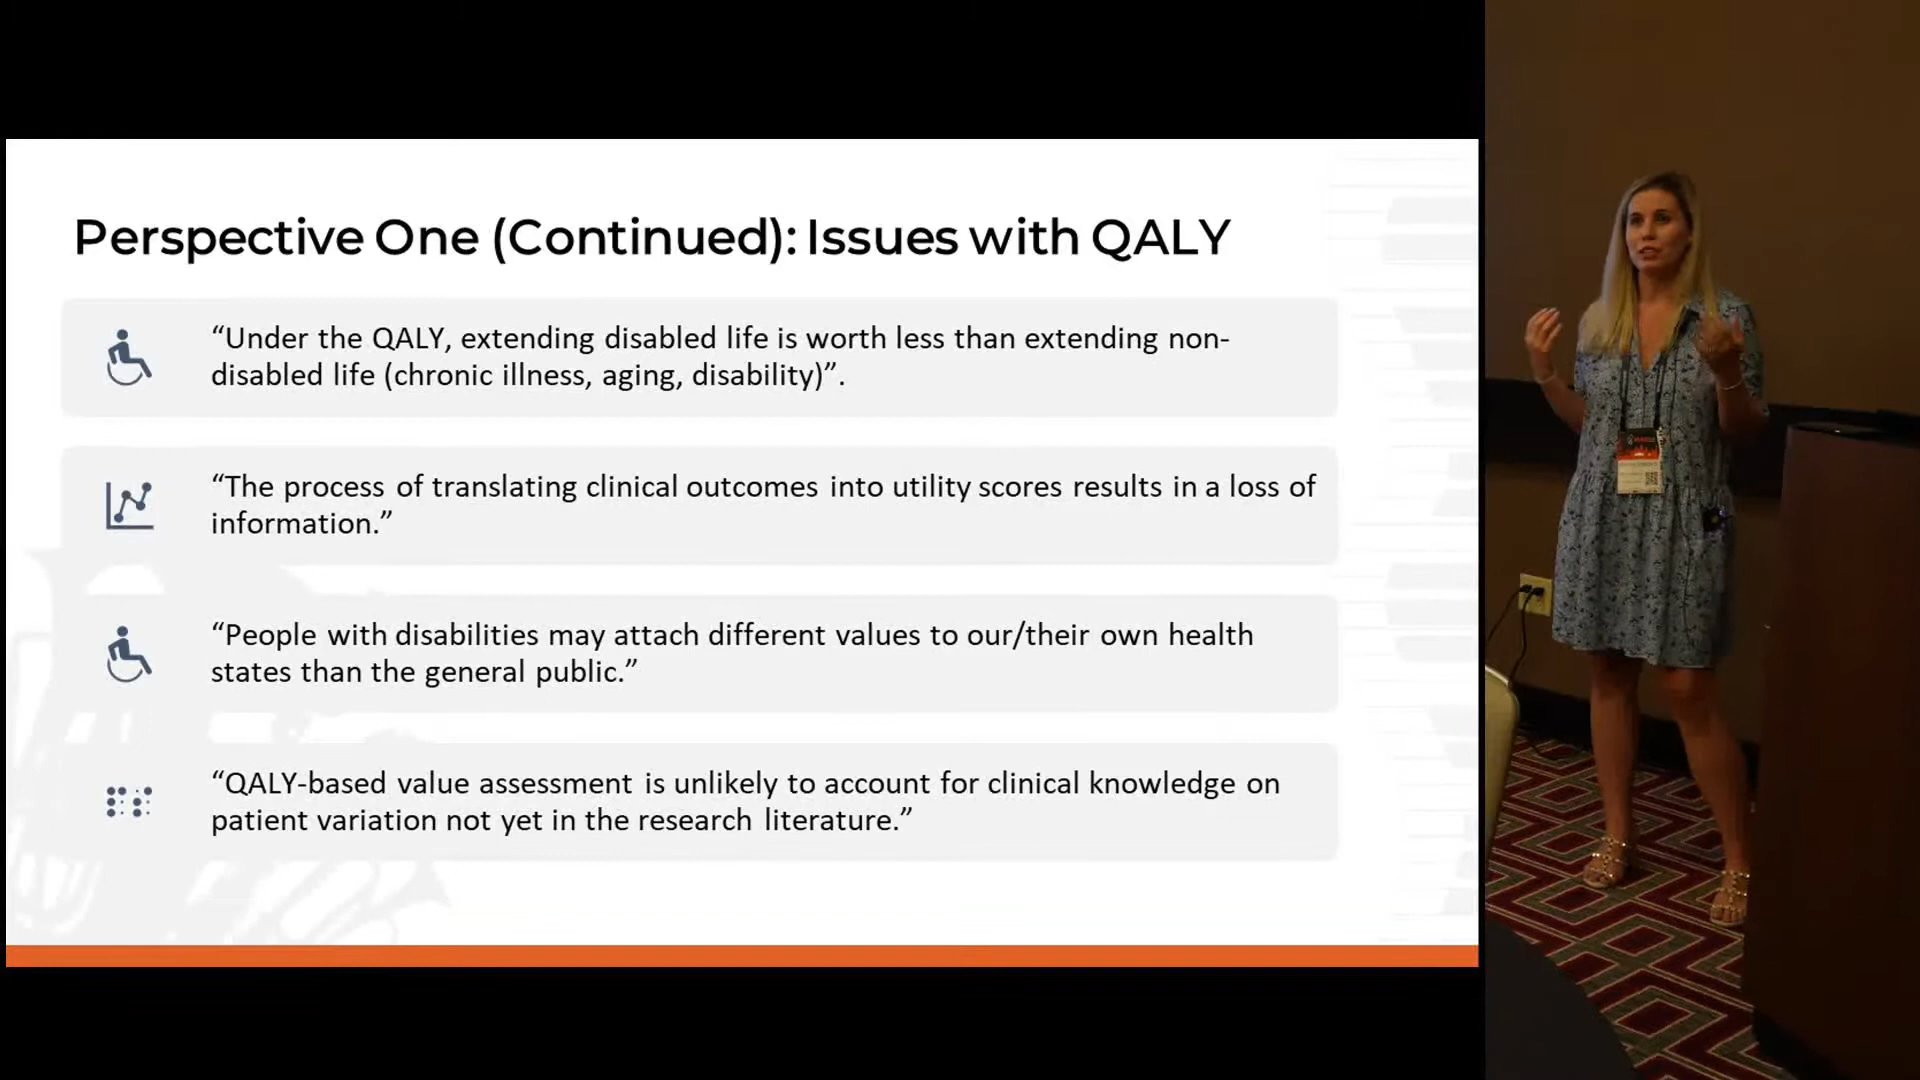 Perspective One (Continued): Issues with QALY
“Under the QALY, extending disabled life is worth less than extending non-
disabled life (chronic illness, aging, disability)”.
“The process of translating clinical outcomes into utility scores results in a loss of
information.”
“People with disabilities may attach different values to our/their own health
states than the general public.”
“QALY-based value assessment is unlikely to account for clinical knowledge on
patient variation not yet in the research literature.”